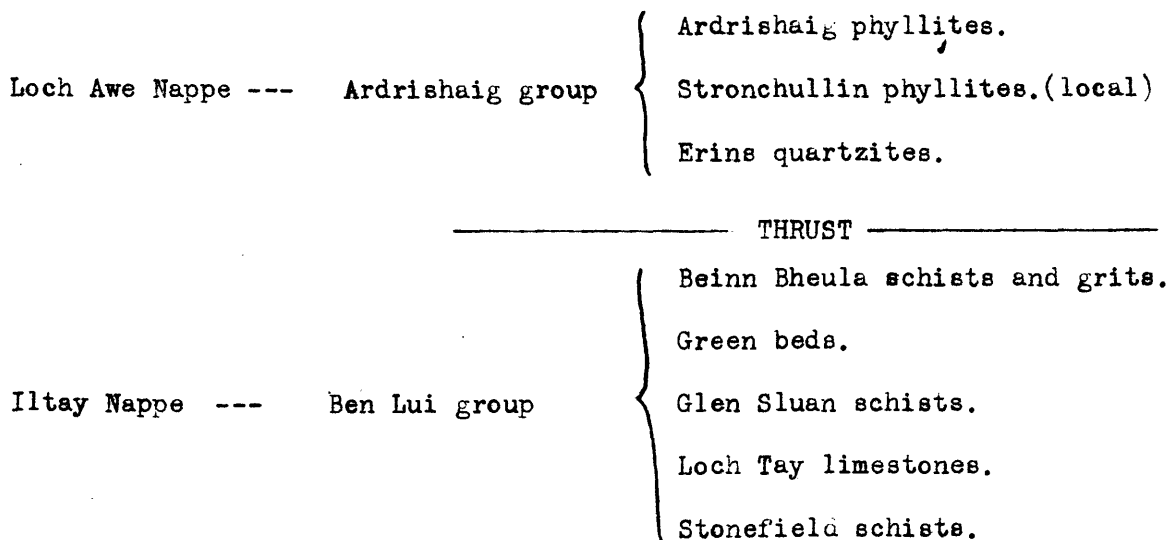 Ardrishaig phyllites.
Loch Awe Nappe --- Ardrishaig group Stronchullin phyllites.(local)
Erins quartzites.
THRUST
Beinn Bheula schists and grits.
Green beds.
Iltay Nappe --- Ben Lui group Glen Sluan schists.
Loch Tay limestones.
Stonefield schists.